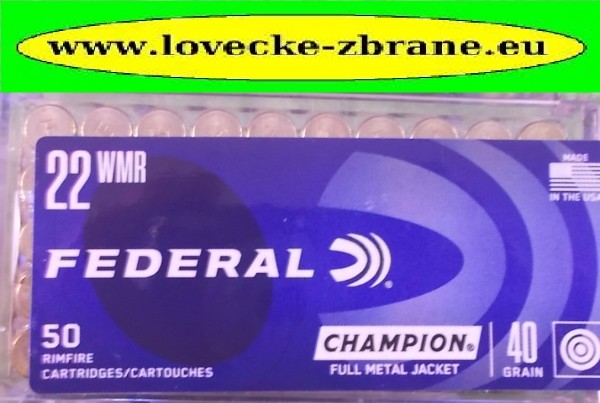 www.lovecke-zbrane.eu
22 WMR
MADE
IN THE USA
FEDERAL®
50
RIMFIRE
CARTRIDGES/CARTOUCHES
CHAMPION®
FULL METAL JACKET
40
GRAIN